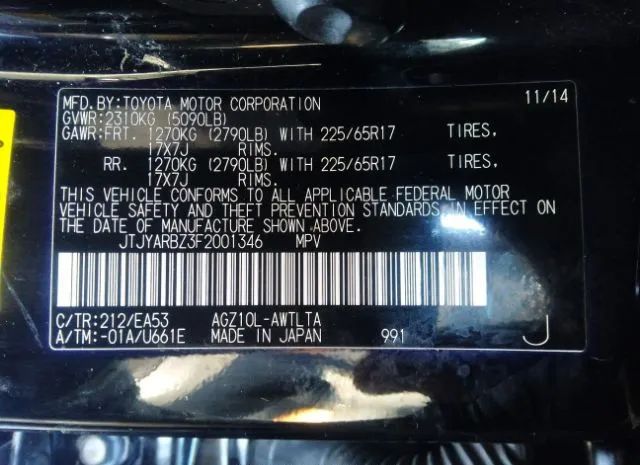 MFD.BY:TOYOTA MOTOR CORPORATION 11/14
GVWR:2310KG (5090LB)
GAWR:FRT. 1270KG (2790LB) WITH 225/65R17 TIRES,
17X7J RIMS.
RR. 1270KG (2790LB) WITH 225/65R17 TIRES,
17X7J RIMS.
THIS VEHICLE CONFORMS TO ALL APPLICABLE FEDERAL MOTOR
VEHICLE SAFETY AND THEFT PREVENTION STANDARDS IN EFFECT ON
THE DATE OF MANUFACTURE SHOWN ABOVE.
JTJYARBZ3F2001346 MPV
C/TR:212/EA53 AGZ10L-AWTLTA
A/TM:-01A/U661E MADE IN JAPAN 991 J